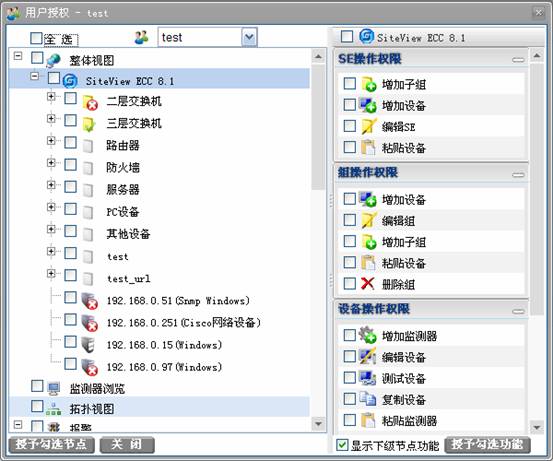 用户授权 - test
全 选
test
SiteView ECC 8.1
整体视图
SiteView ECC 8.1
二层交换机
三层交换机
路由器
防火墙
服务器
PC设备
其他设备
test
test_url
192.168.0.51(Snmp Windows)
192.168.0.251(Cisco网络设备)
192.168.0.15(Windows)
192.168.0.97(Windows)
监测器浏览
拓扑视图
报警
授予勾选节点
关 闭
SE操作权限
增加子组
增加设备
编辑SE
粘贴设备
组操作权限
增加设备
编辑组
增加子组
粘贴设备
删除组
设备操作权限
增加监测器
编辑设备
测试设备
复制设备
粘贴监测器
显示下级节点功能
授予勾选功能